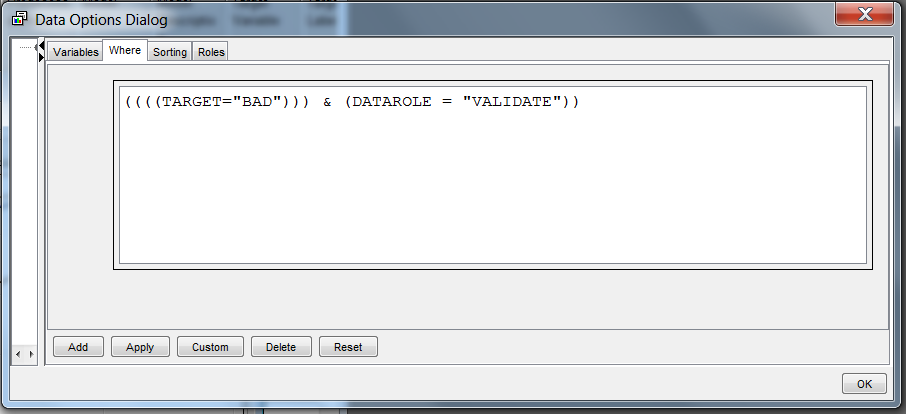 Data Options Dialog
Variables Where Sorting Roles
((((TARGET="BAD"))) & (DATAROLE = "VALIDATE"))
Add Apply Custom Delete Reset
OK